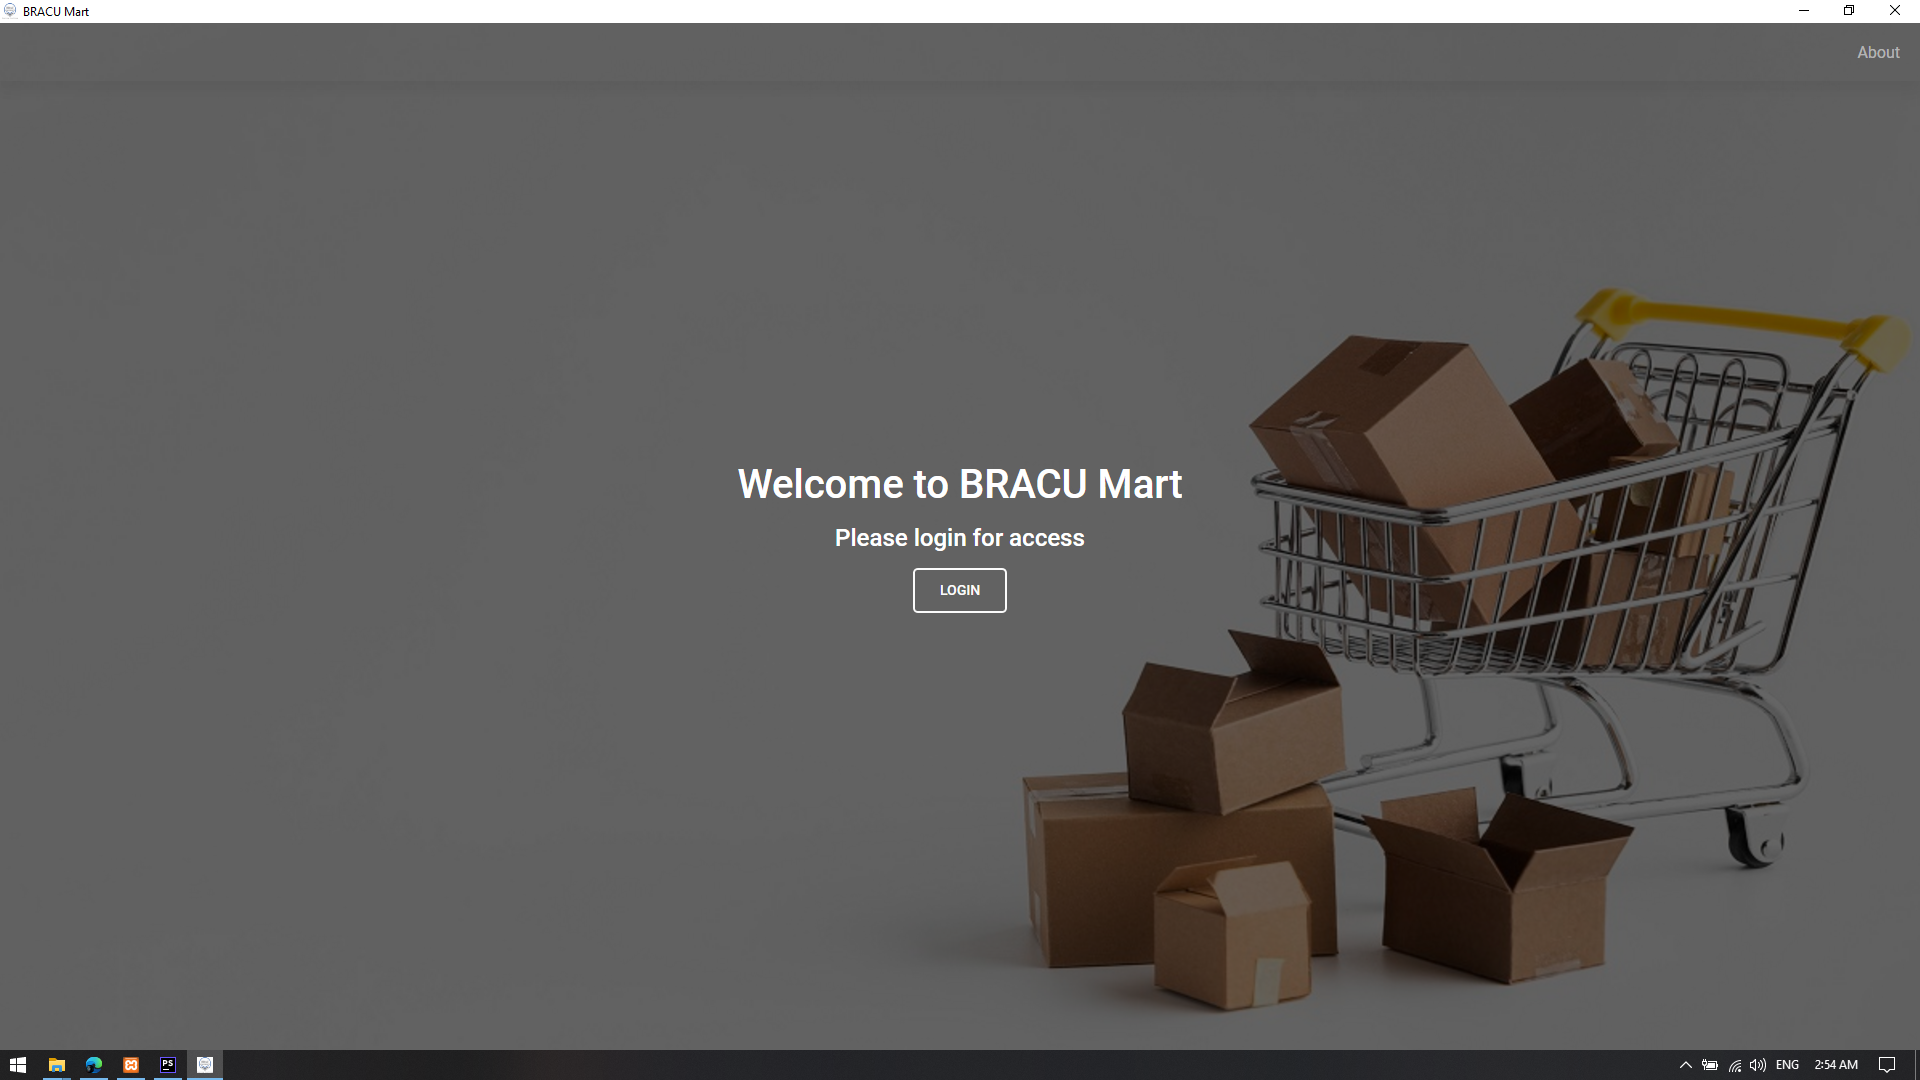 BRACU Mart
About
Welcome to BRACU Mart
Please login for access
LOGIN
PS
ENG
2:54 AM